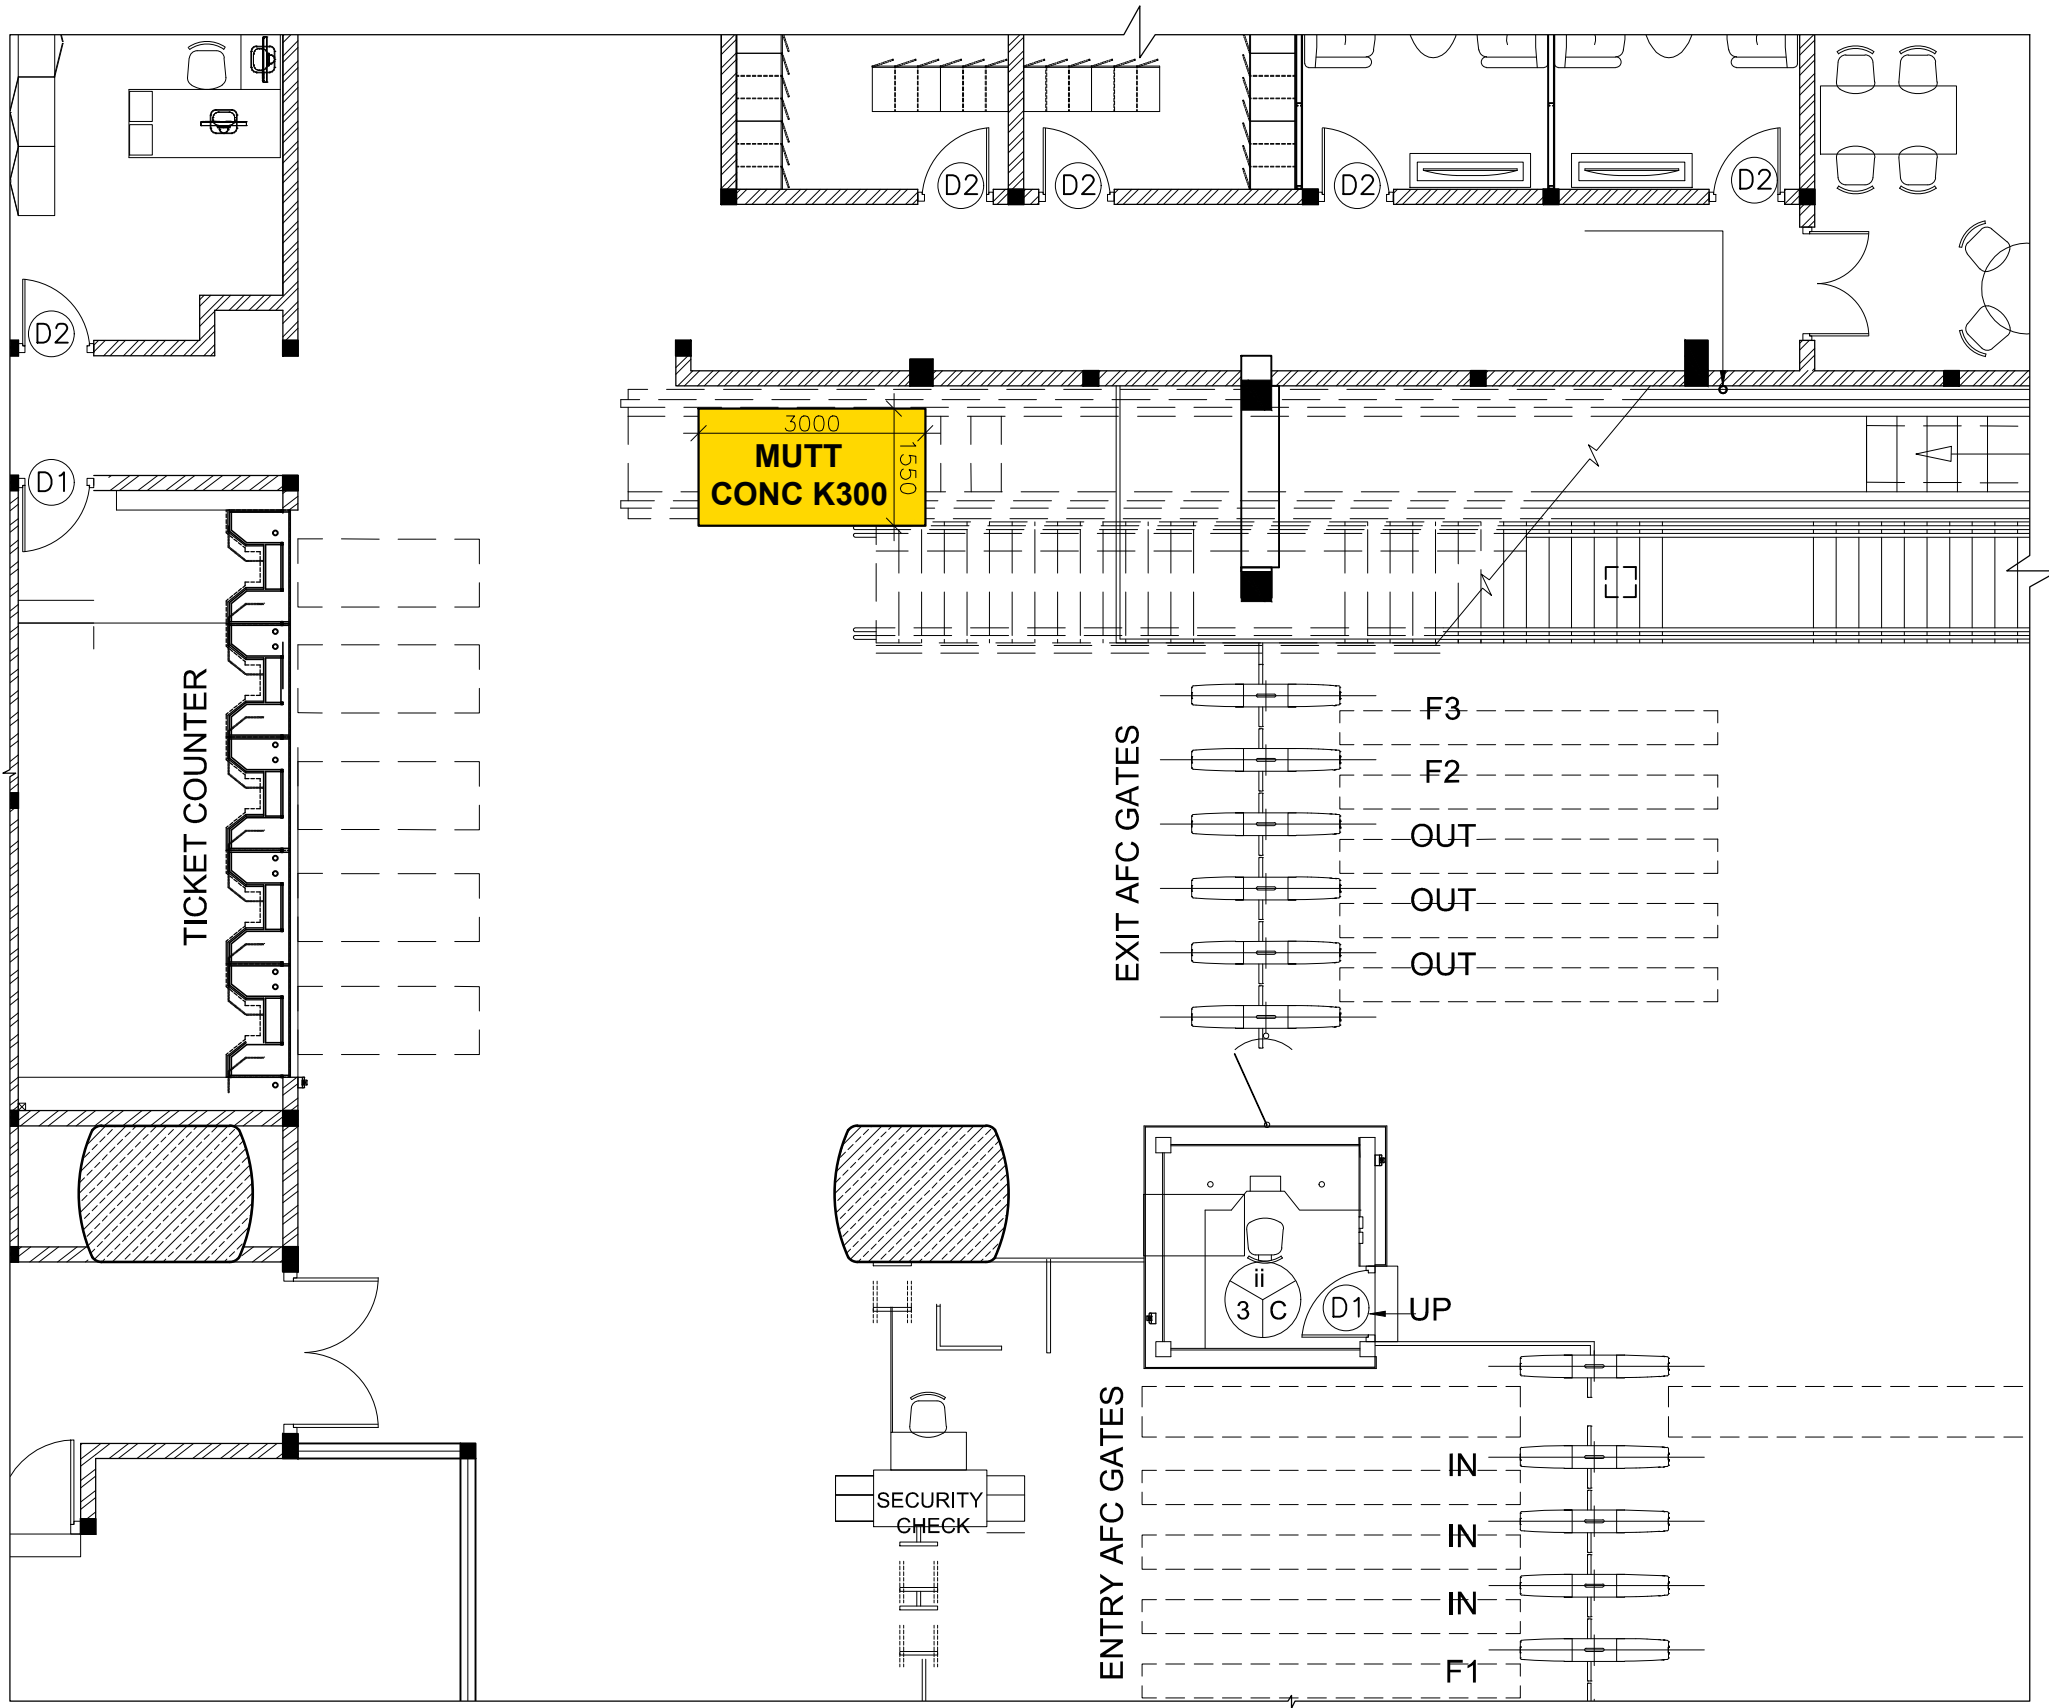 D2
D2
D2
D2
D2
3000
1550
MUTT
CONC K300
D1
TICKET COUNTER
EXIT AFC GATES
F3
F2
OUT
OUT
OUT
ii
3
C
D1
UP
SECURITY
CHECK
ENTRY AFC GATES
IN
IN
IN
F1